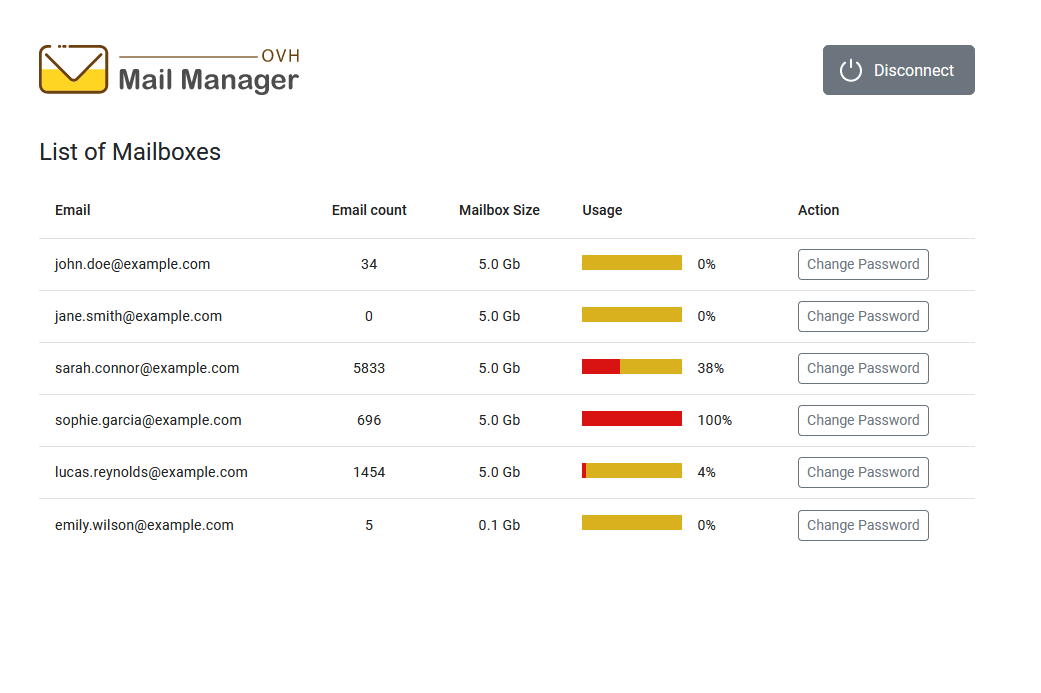 OVH
Mail Manager
Disconnect
List of Mailboxes
Email Email count Mailbox Size Usage Action
john.doe@example.com 34 5.0 Gb 0% Change Password
jane.smith@example.com 0 5.0 Gb 0% Change Password
sarah.connor@example.com 5833 5.0 Gb 38% Change Password
sophie.garcia@example.com 696 5.0 Gb 100% Change Password
lucas.reynolds@example.com 1454 5.0 Gb 4% Change Password
emily.wilson@example.com 5 0.1 Gb 0% Change Password